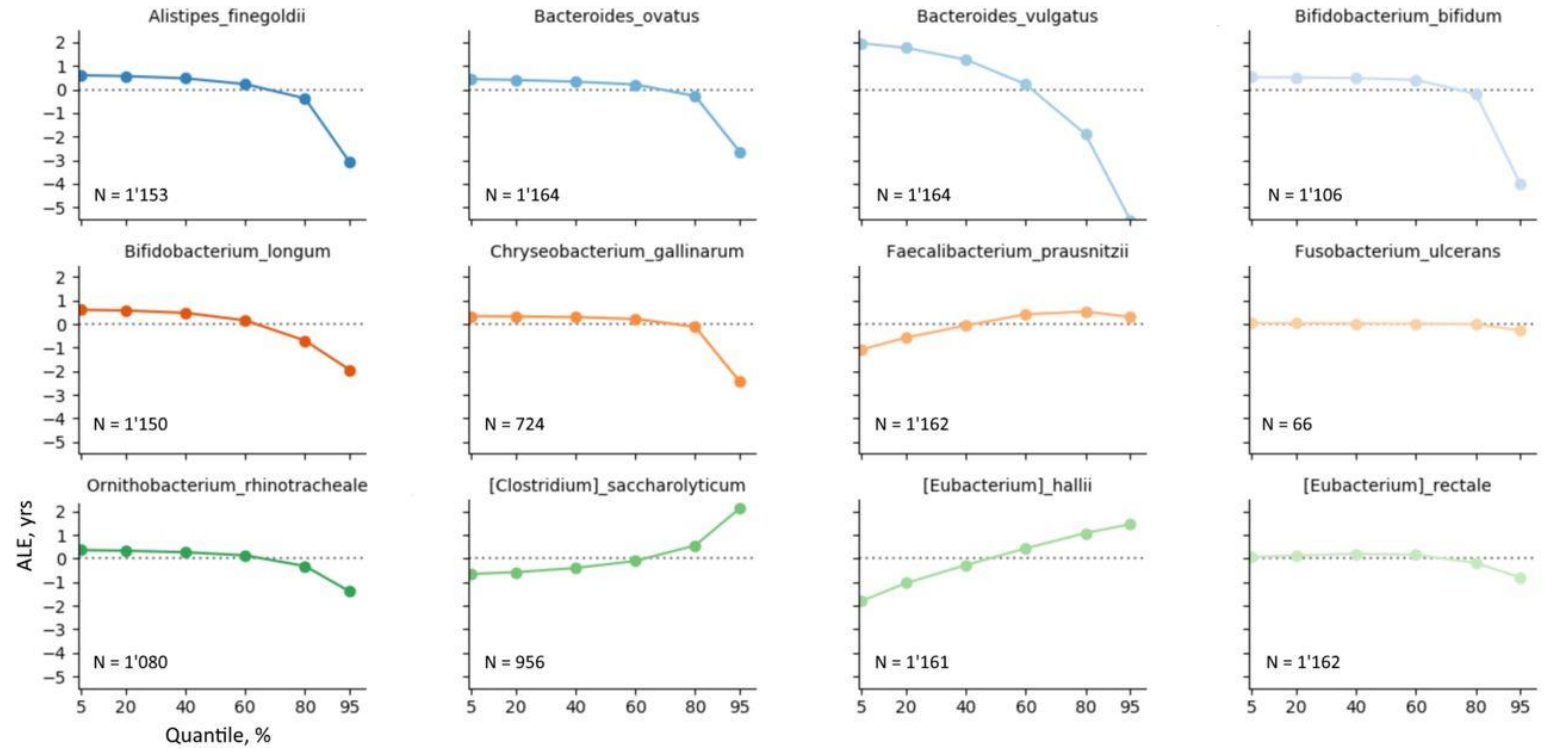 Alistipes_finegoldii Bacteroides_ovatus Bacteroides_vulgatus Bifidobacterium_bifidum
2
1
0
−1
−2
−3
−4
−5
N = 1'153 N = 1'164 N = 1'164 N = 1'106
Bifidobacterium_longum Chryseobacterium_gallinarum Faecalibacterium_prausnitzii Fusobacterium_ulcerans
2
1
0
−1
−2
−3
−4
−5
N = 1'150 N = 724 N = 1'162 N = 66
Ornithobacterium_rhinotracheale [Clostridium]_saccharolyticum [Eubacterium]_hallii [Eubacterium]_rectale
ALE, yrs
2
1
0
−1
−2
−3
−4
−5
N = 1'080 N = 956 N = 1'161 N = 1'162
5 20 40 60 80 95 5 20 40 60 80 95 5 20 40 60 80 95 5 20 40 60 80 95
Quantile, %